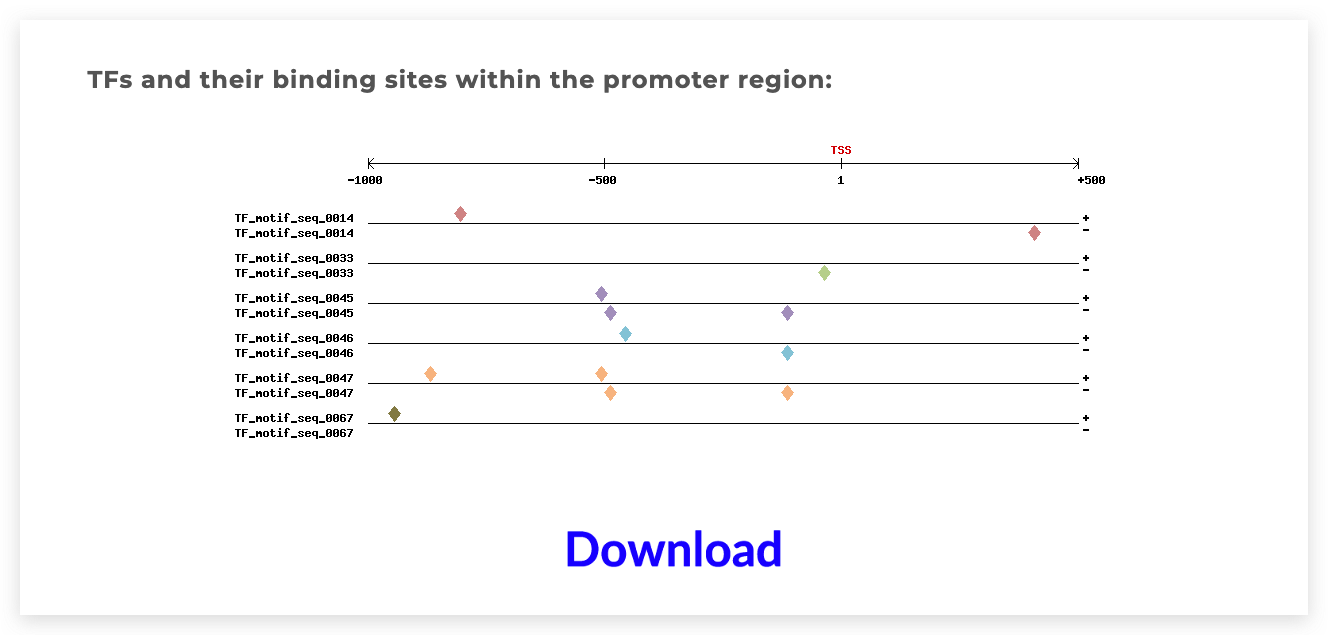 TFs and their binding sites within the promoter region:
TSS
-1000 -500 1 +500
TF_motif_seq_0014 +
TF_motif_seq_0014 -
TF_motif_seq_0033 +
TF_motif_seq_0033 -
TF_motif_seq_0045 +
TF_motif_seq_0045 -
TF_motif_seq_0046 +
TF_motif_seq_0046 -
TF_motif_seq_0047 +
TF_motif_seq_0047 -
TF_motif_seq_0067 +
TF_motif_seq_0067 -
Download